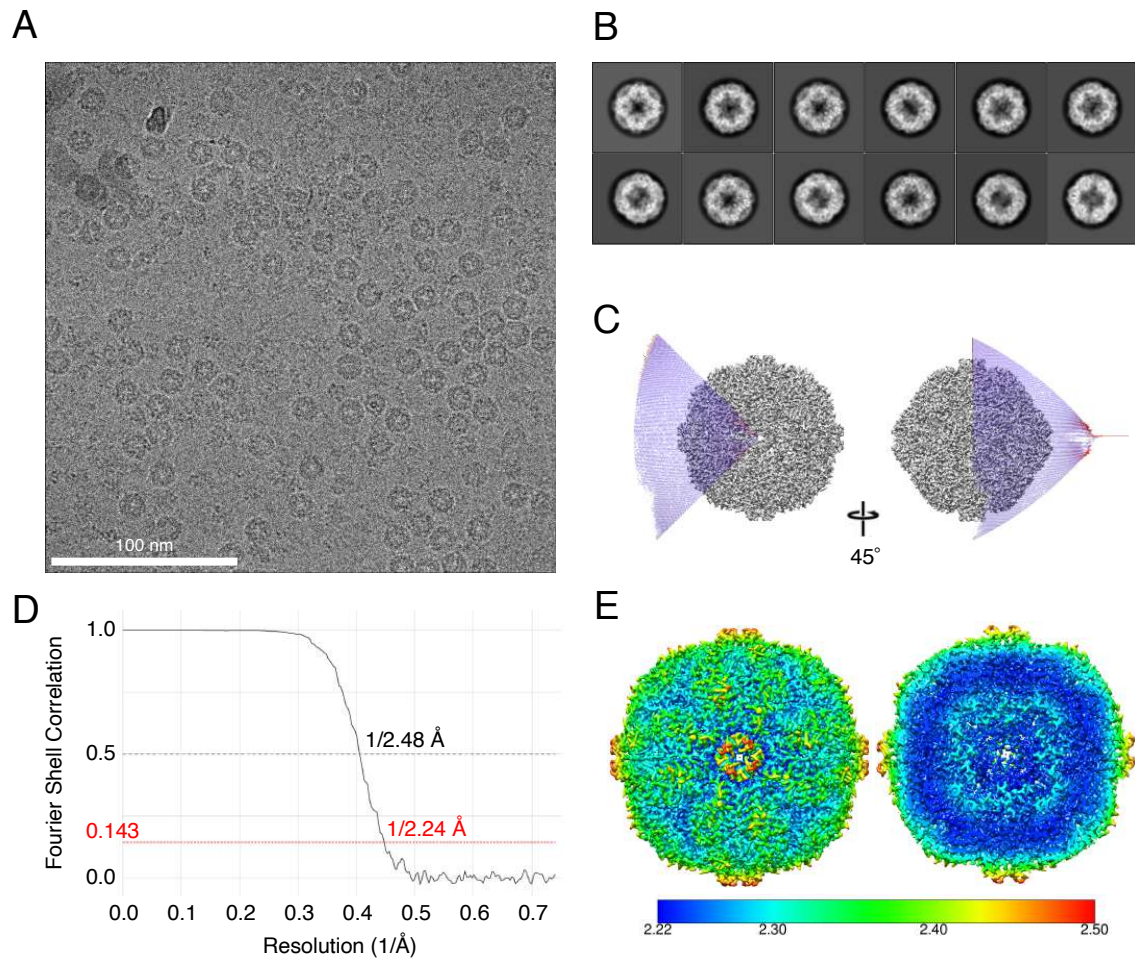 A
100 nm
B
C
45°
D
Fourier Shell Correlation
1.0
0.5
0.143
0.0
1/2.48 Å
1/2.24 Å
0.0 0.1 0.2 0.3 0.4 0.5 0.6 0.7
Resolution (1/Å)
E
2.22 2.30 2.40 2.50